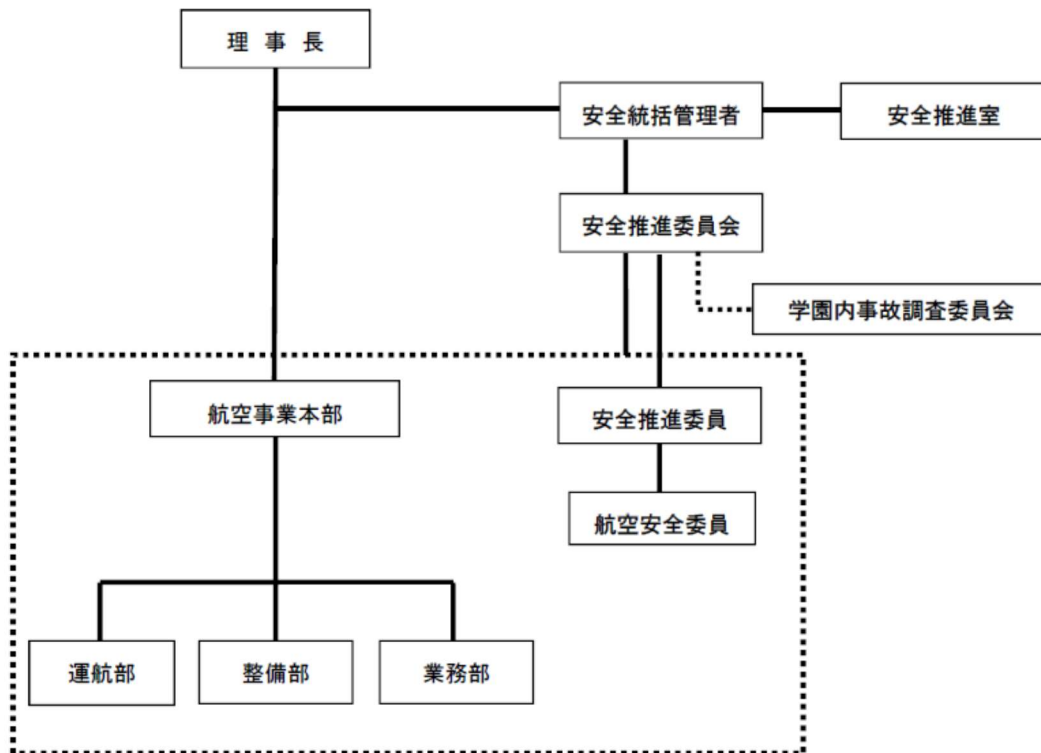 理 事 長
安全統括管理者
安全推進室
安全推進委員会
学園内事故調査委員会
航空事業本部
安全推進委員
航空安全委員
運航部
整備部
業務部